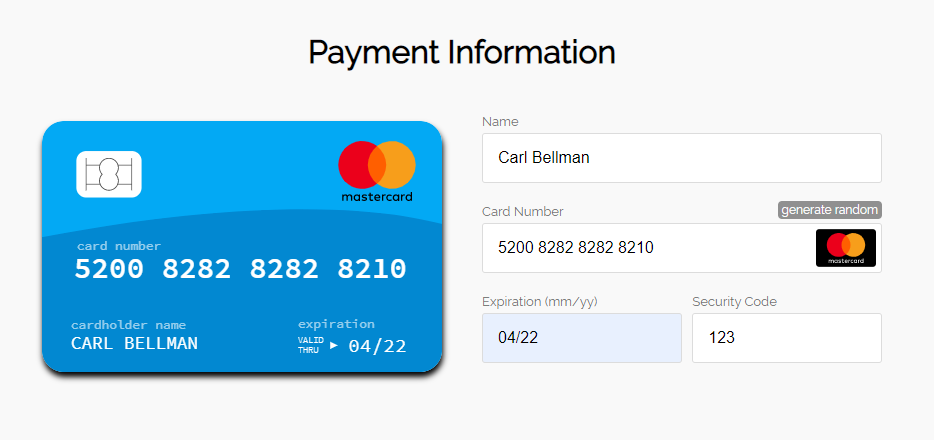 Payment Information
mastercard
card number
5200 8282 8282 8210
cardholder name
CARL BELLMAN
expiration
VALID
THRU
04/22
Name
Carl Bellman
Card Number
generate random
5200 8282 8282 8210
mastercard
Expiration (mm/yy)
Security Code
04/22
123